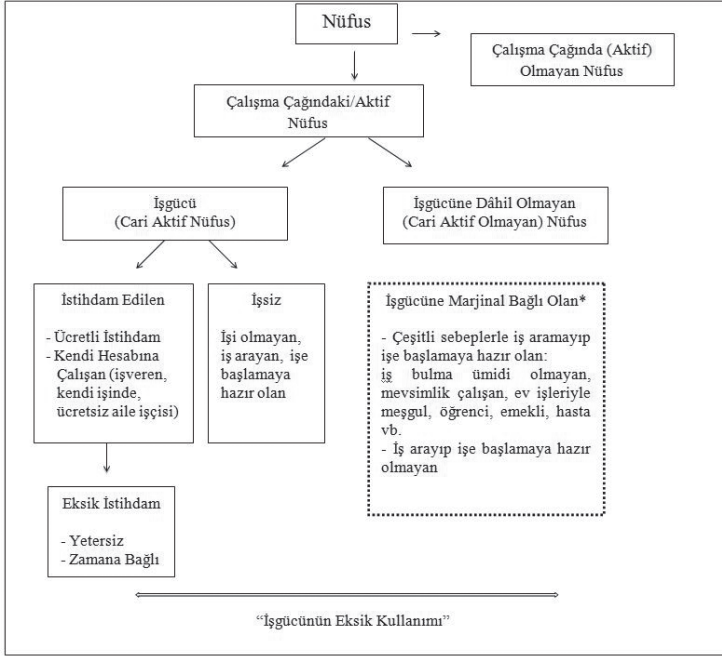 Nüfus
Çalışma Çağında (Aktif)
Olmayan Nüfus
Çalışma Çağındaki/Aktif
Nüfus
İşgücü
(Cari Aktif Nüfus)
İşgücüne Dâhil Olmayan
(Cari Aktif Olmayan) Nüfus
İstihdam Edilen
- Ücretli İstihdam
- Kendi Hesabına
Çalışan (işveren,
kendi işinde,
ücretsiz aile işçisi)
İşsiz
İşi olmayan,
iş arayan, işe
başlamaya
hazır olan
İşgücüne Marjinal Bağlı Olan*
- Çeşitli sebeplerle iş aramayıp
işe başlamaya hazır olan:
iş bulma ümidi olmayan,
mevsimlik çalışan, ev işleriyle
meşgul, öğrenci, emekli, hasta
vb.
- İş arayıp işe başlamaya hazır
olmayan
Eksik İstihdam
- Yetersiz
- Zamana Bağlı
“İşgücünün Eksik Kullanımı”